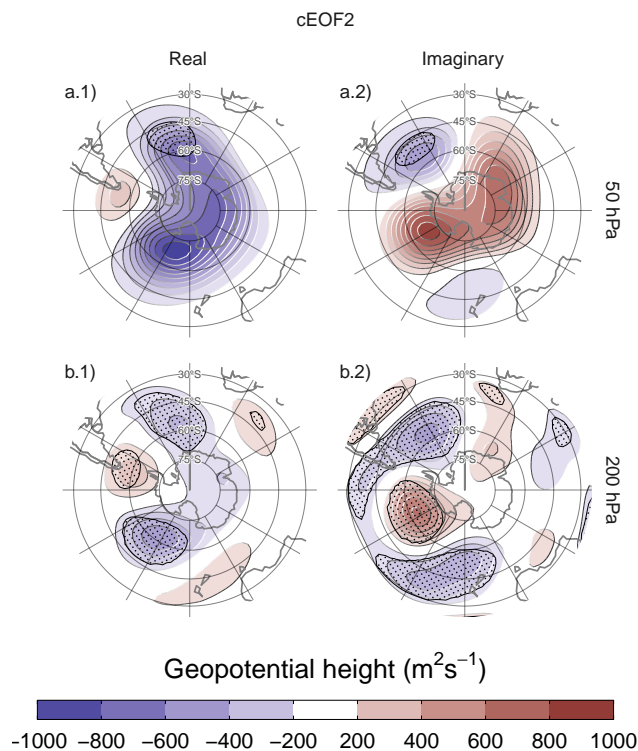 cEOF2
Real
Imaginary
a.1)
30°S
45°S
60°S
75°S
a.2)
30°S
45°S
60°S
75°S
50 hPa
b.1)
30°S
45°S
60°S
75°S
b.2)
30°S
45°S
60°S
75°S
200 hPa
Geopotential height (m²s⁻¹)
−1000 −800 −600 −400 −200 200 400 600 800 1000